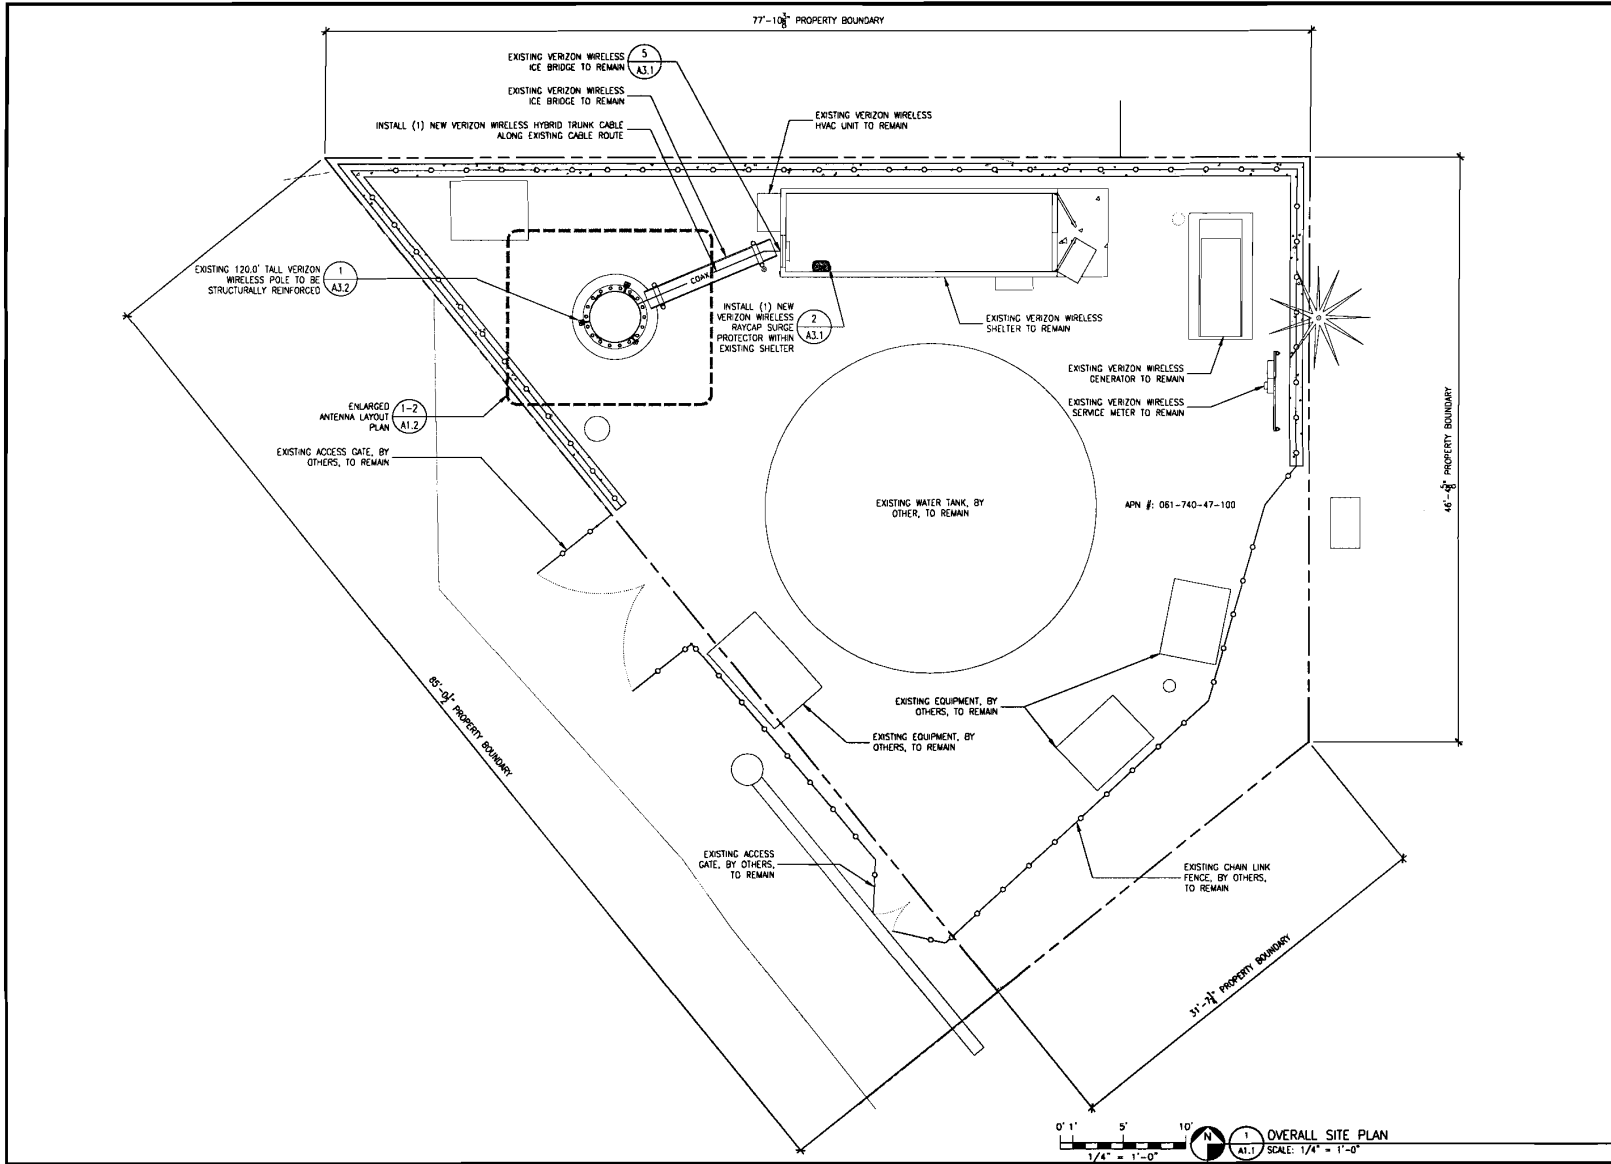 77'-10 3/8" PROPERTY BOUNDARY
EXISTING VERIZON WIRELESS
ICE BRIDGE TO REMAIN
5
A3.1
EXISTING VERIZON WIRELESS
ICE BRIDGE TO REMAIN
INSTALL (1) NEW VERIZON WIRELESS HYBRID TRUNK CABLE
ALONG EXISTING CABLE ROUTE
EXISTING VERIZON WIRELESS
HVAC UNIT TO REMAIN
EXISTING 120.0' TALL VERIZON
WIRELESS POLE TO BE
STRUCTURALLY REINFORCED
1
A3.2
COAX
INSTALL (1) NEW
VERIZON WIRELESS
RAYCAP SURGE
PROTECTOR WITHIN
EXISTING SHELTER
2
A3.1
EXISTING VERIZON WIRELESS
SHELTER TO REMAIN
EXISTING VERIZON WIRELESS
GENERATOR TO REMAIN
EXISTING VERIZON WIRELESS
SERVICE METER TO REMAIN
46'-4 5/8" PROPERTY BOUNDARY
ENLARGED
ANTENNA LAYOUT
PLAN
1-2
A1.2
EXISTING ACCESS GATE, BY
OTHERS, TO REMAIN
EXISTING WATER TANK, BY
OTHER, TO REMAIN
APN #: 061-740-47-100
85'-0 1/2" PROPERTY BOUNDARY
EXISTING EQUIPMENT, BY
OTHERS, TO REMAIN
EXISTING EQUIPMENT, BY
OTHERS, TO REMAIN
EXISTING ACCESS
GATE, BY OTHERS,
TO REMAIN
EXISTING CHAIN LINK
FENCE, BY OTHERS,
TO REMAIN
PROPERTY BOUNDARY
0' 1' 5' 10'
1/4" = 1'-0"
N
1
A1.1
OVERALL SITE PLAN
SCALE: 1/4" = 1'-0"